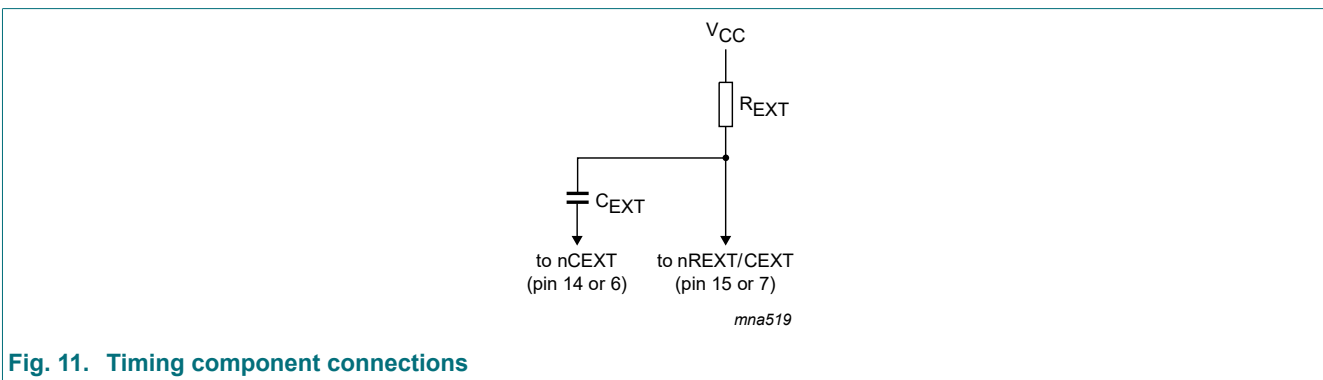 VCC
REXT
CEXT
to nCEXT
(pin 14 or 6)
to nREXT/CEXT
(pin 15 or 7)
mna519
Fig. 11. Timing component connections